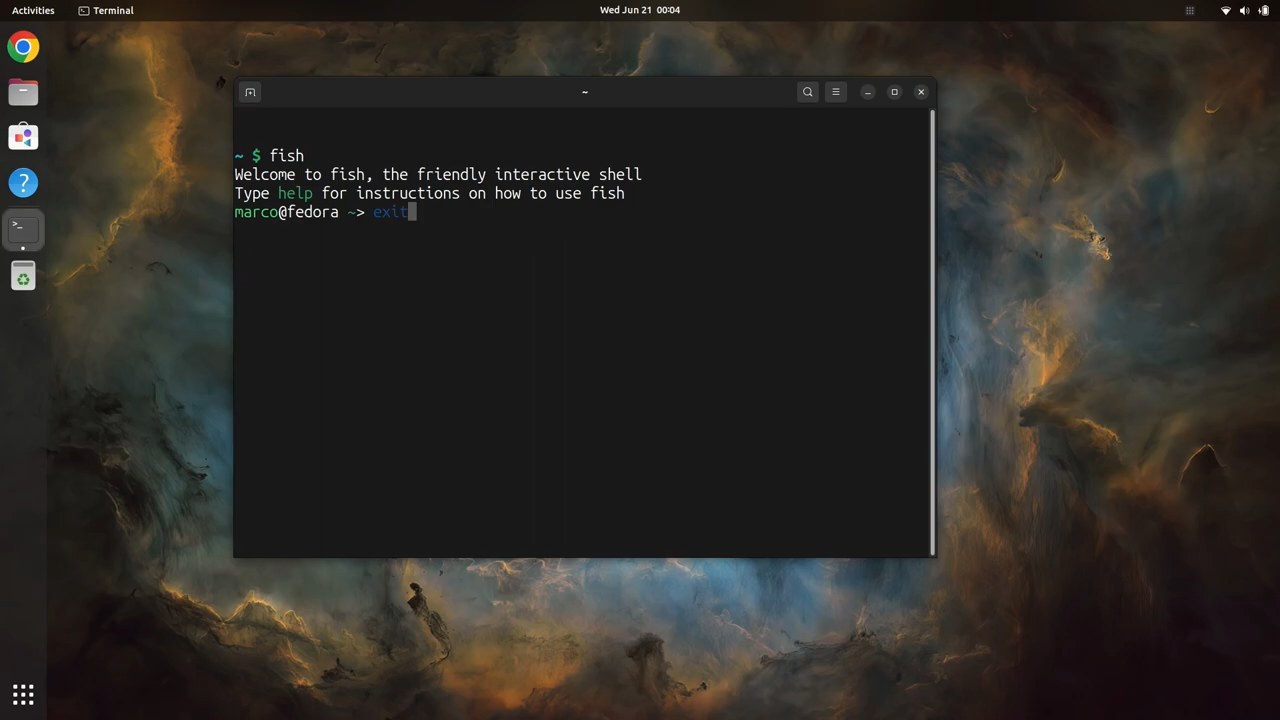 Activities
Terminal
Wed Jun 21 00:04
~
~ $ fish
Welcome to fish, the friendly interactive shell
Type help for instructions on how to use fish
marco@fedora ~> exit